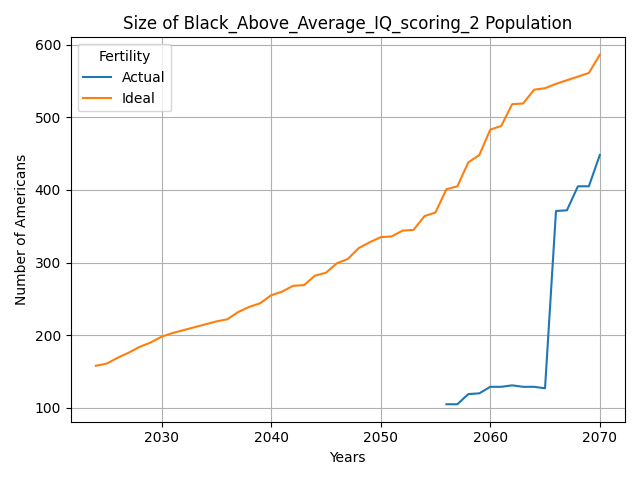 Size of Black_Above_Average_IQ_scoring_2 Population
600
500
400
300
200
100
Number of Americans
Fertility
Actual
Ideal
2030 2040 2050 2060 2070
Years